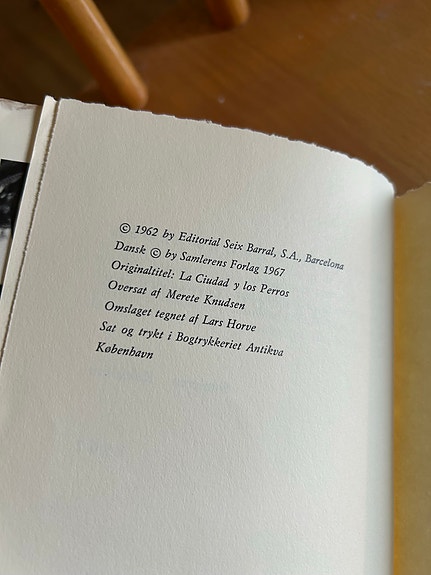 © 1962 by Editorial Seix Barral, S.A., Barcelona
Dansk © by Samlerens Forlag 1967
Originaltitel: La Ciudad y los Perros
Oversat af Merete Knudsen
Omslaget tegnet af Lars Horve
Sat og trykt i Bogtrykkeriet Antikva
København